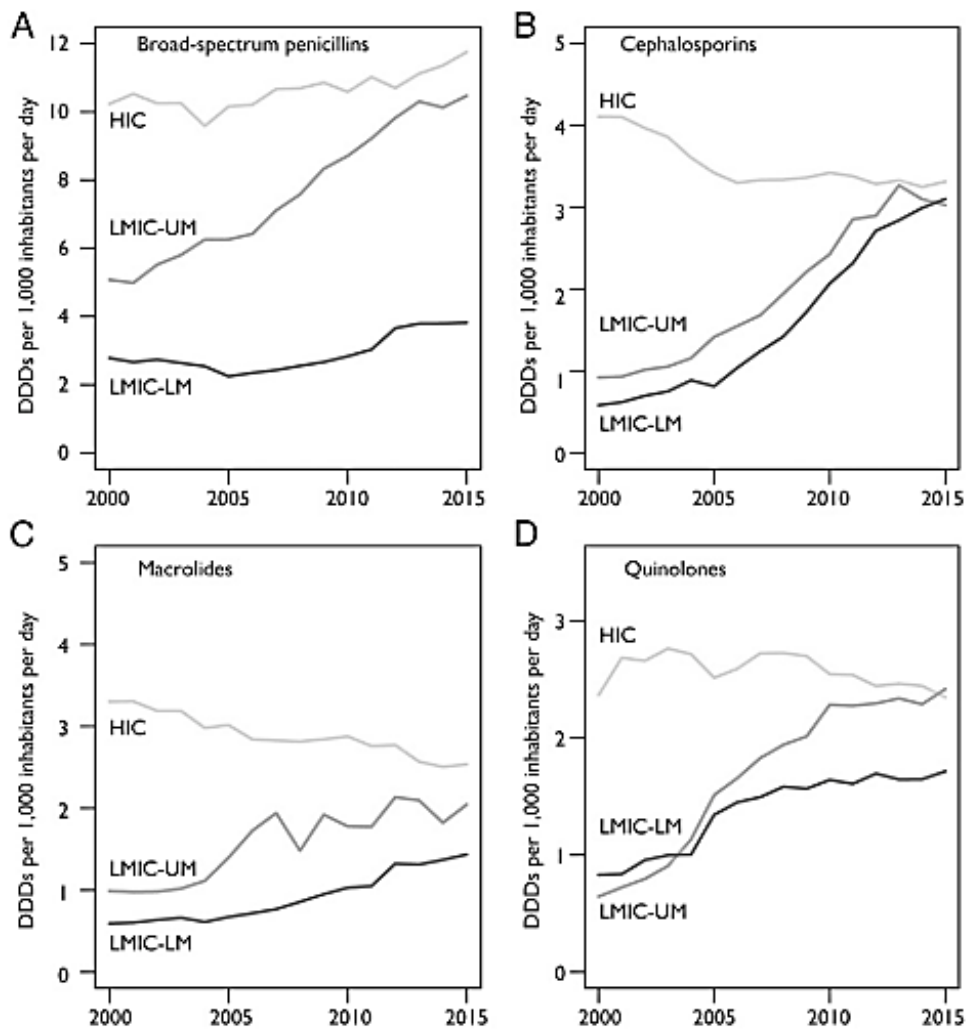 A
Broad-spectrum penicillins
DDDs per 1,000 inhabitants per day
12
10
8
6
4
2
0
HIC
LMIC-UM
LMIC-LM
2000 2005 2010 2015
B
Cephalosporins
DDDs per 1,000 inhabitants per day
5
4
3
2
1
0
HIC
LMIC-UM
LMIC-LM
2000 2005 2010 2015
C
Macrolides
DDDs per 1,000 inhabitants per day
5
4
3
2
1
0
HIC
LMIC-UM
LMIC-LM
2000 2005 2010 2015
D
Quinolones
DDDs per 1,000 inhabitants per day
3
2
1
0
HIC
LMIC-LM
LMIC-UM
2000 2005 2010 2015